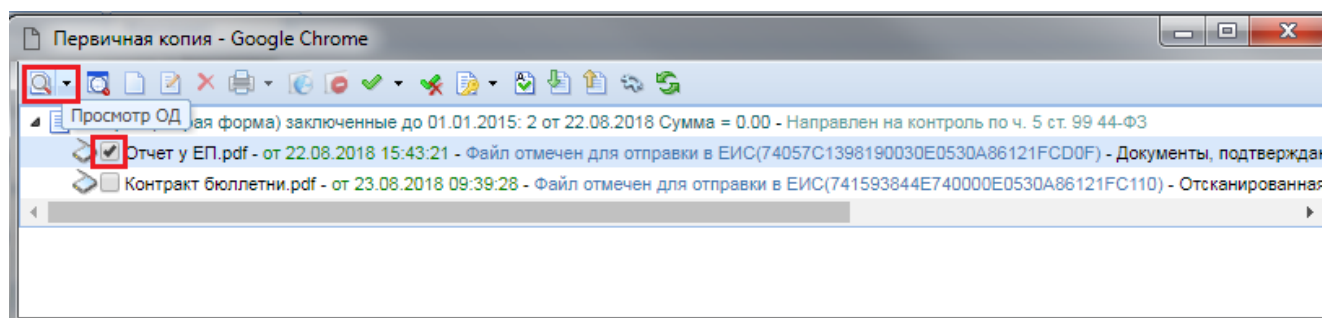 Первичная копия - Google Chrome
Просмотр ОД
ая форма) заключенные до 01.01.2015: 2 от 22.08.2018 Сумма = 0.00 - Направлен на контроль по ч. 5 ст. 99 44-ФЗ
Отчет у ЕП.pdf - от 22.08.2018 15:43:21 - Файл отмечен для отправки в ЕИС(74057C1398190030E0530A86121FCD0F) - Документы, подтвержда
Контракт бюллетни.pdf - от 23.08.2018 09:39:28 - Файл отмечен для отправки в ЕИС(741593844E740000E0530A86121FC110) - Отсканированная